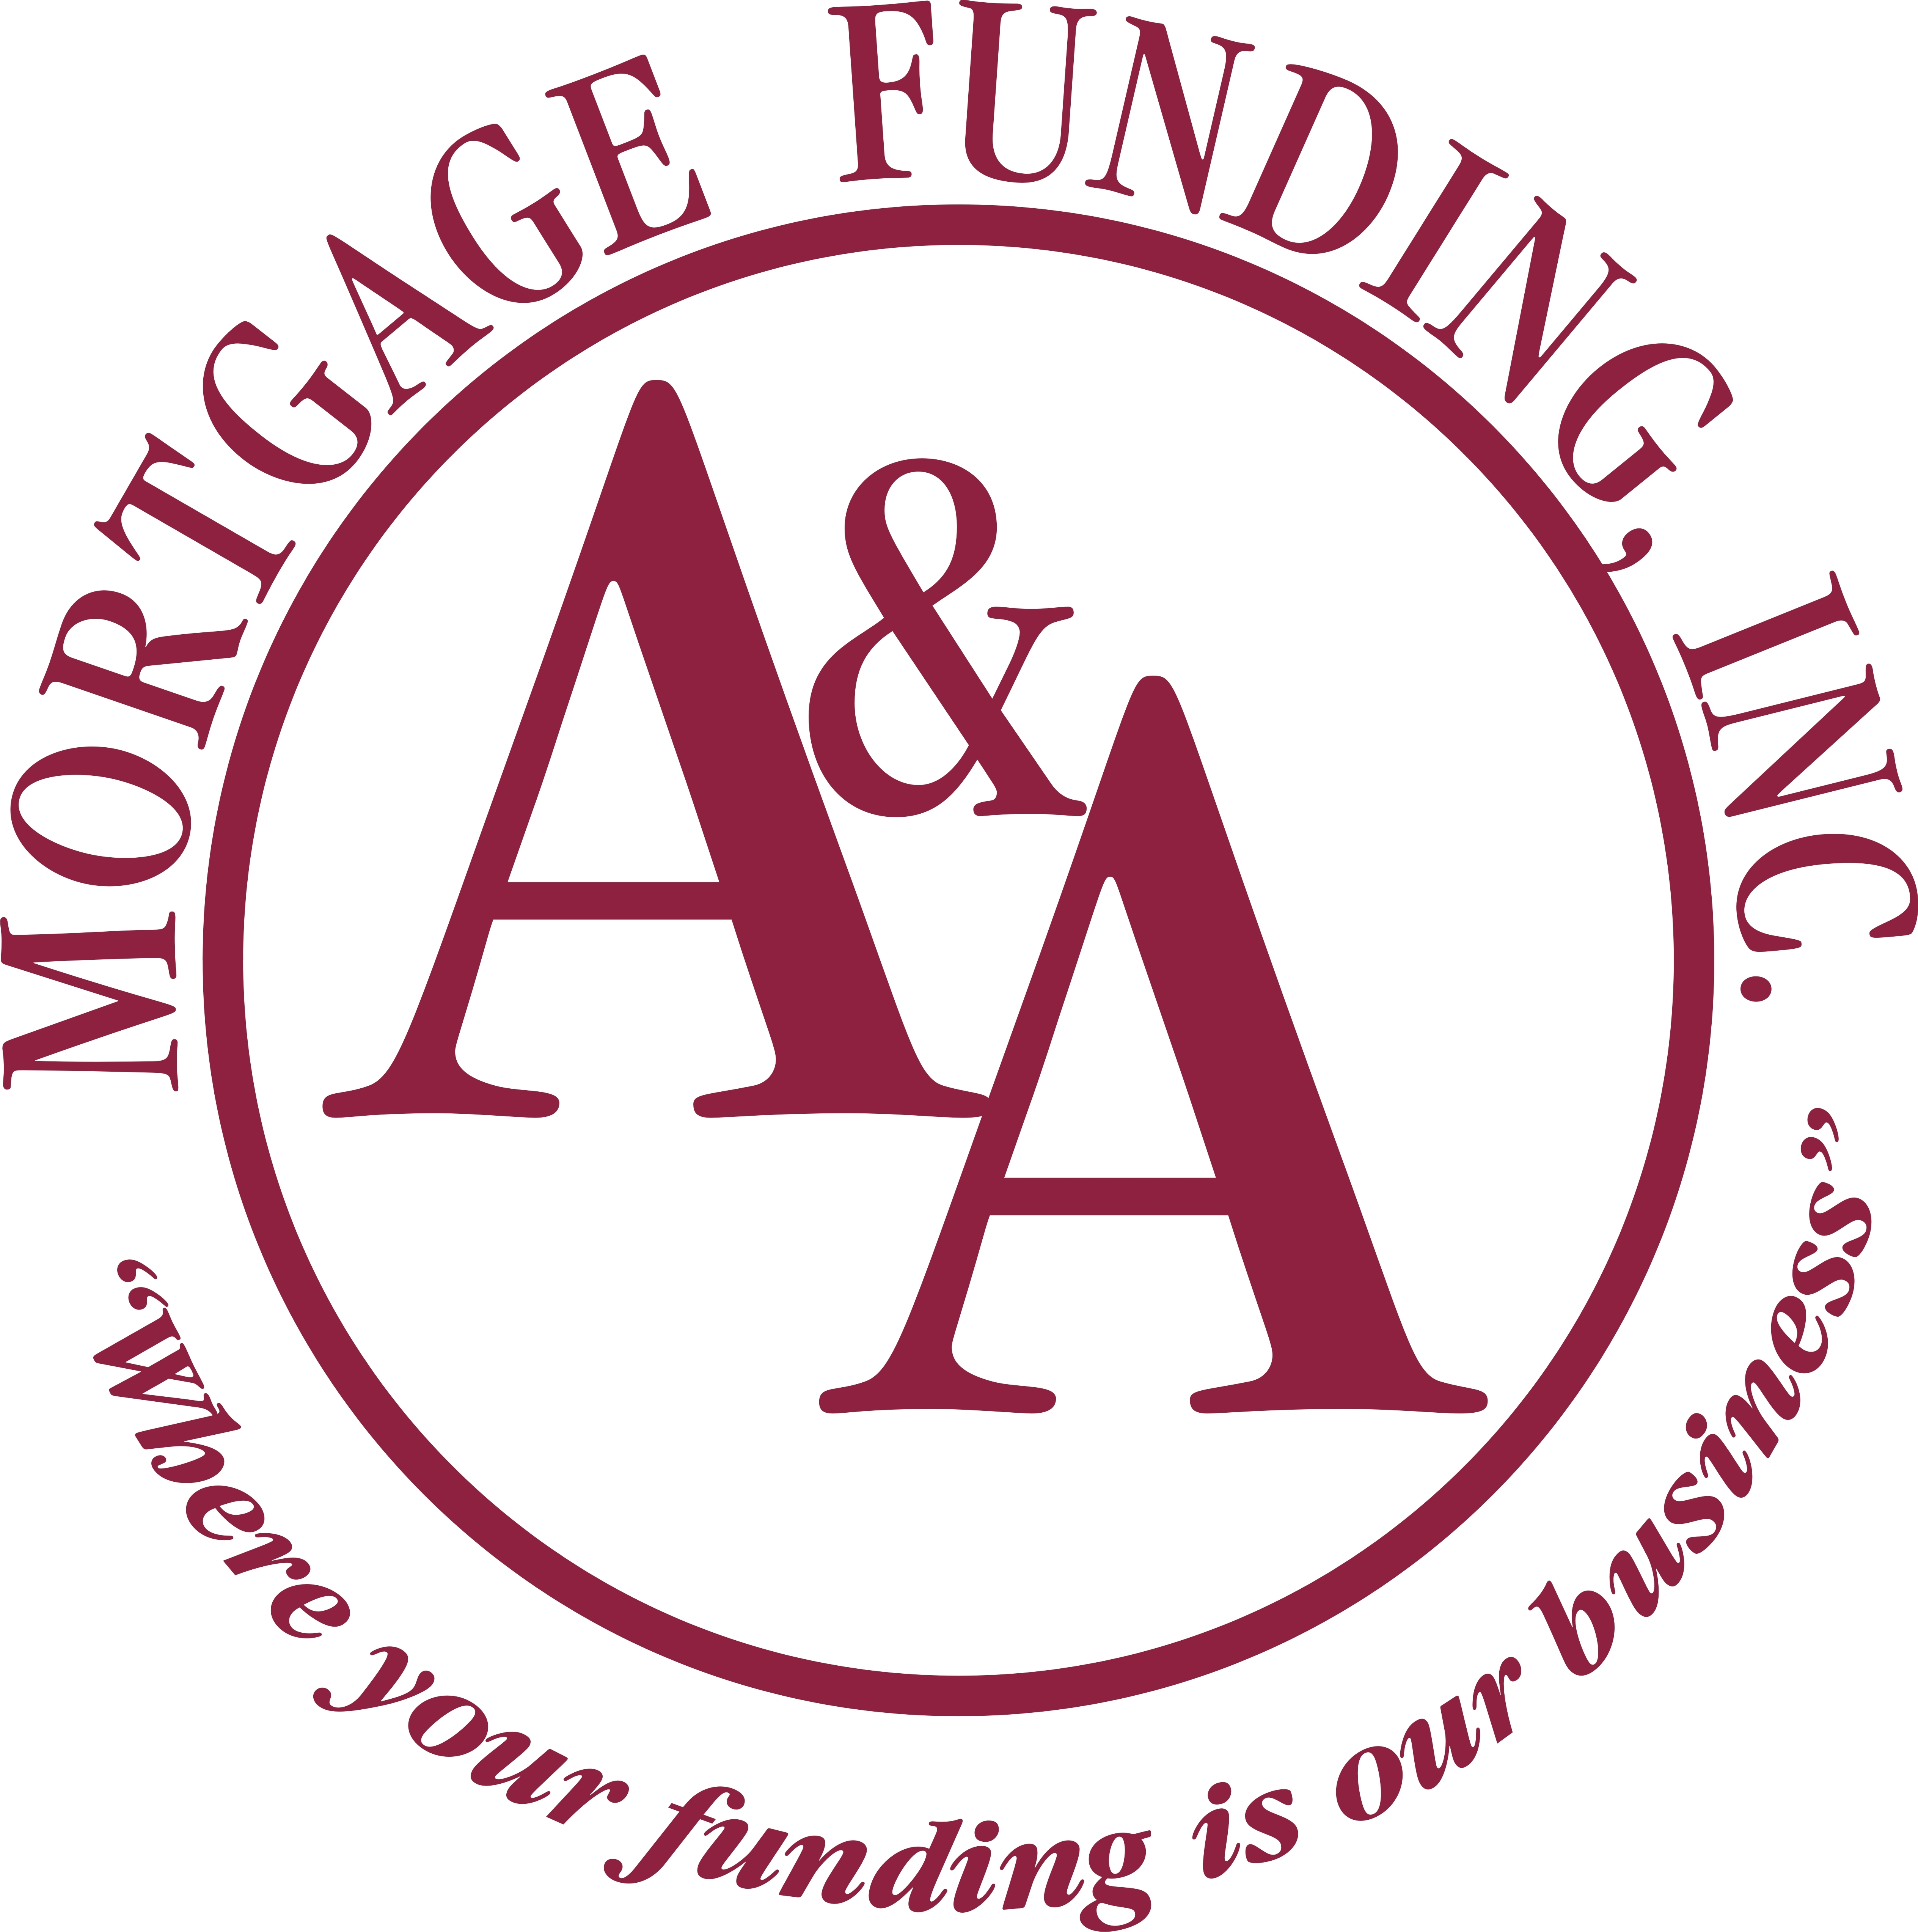 MORTGAGE FUNDING, INC.
A&A
"Where your funding is our business"